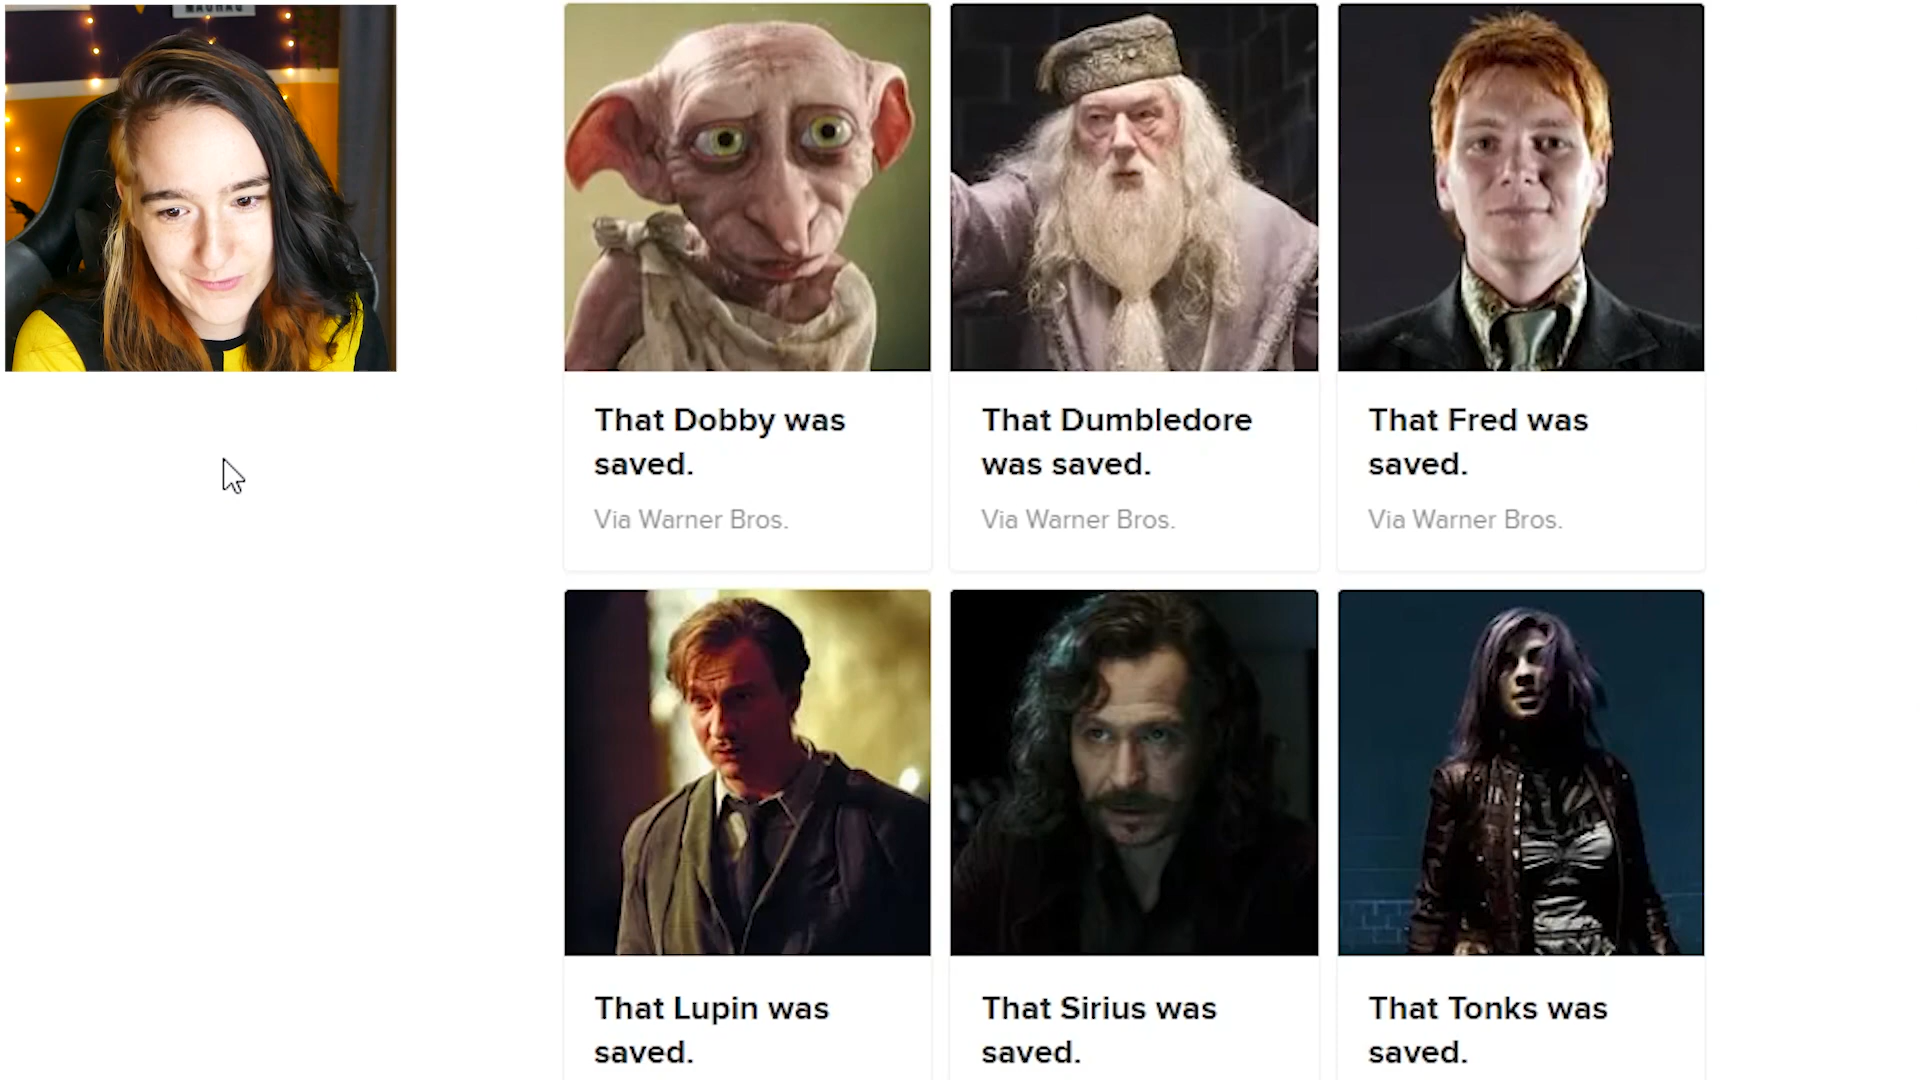 That Dobby was
saved.
Via Warner Bros.
That Dumbledore
was saved.
Via Warner Bros.
That Fred was
saved.
Via Warner Bros.
That Lupin was
saved.
That Sirius was
saved.
That Tonks was
saved.